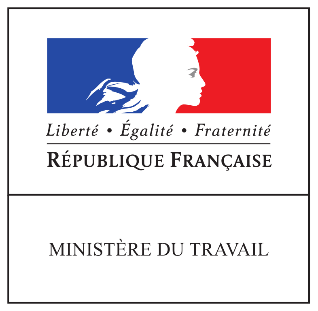 Liberté • Égalité • Fraternité
RÉPUBLIQUE FRANÇAISE
MINISTÈRE DU TRAVAIL